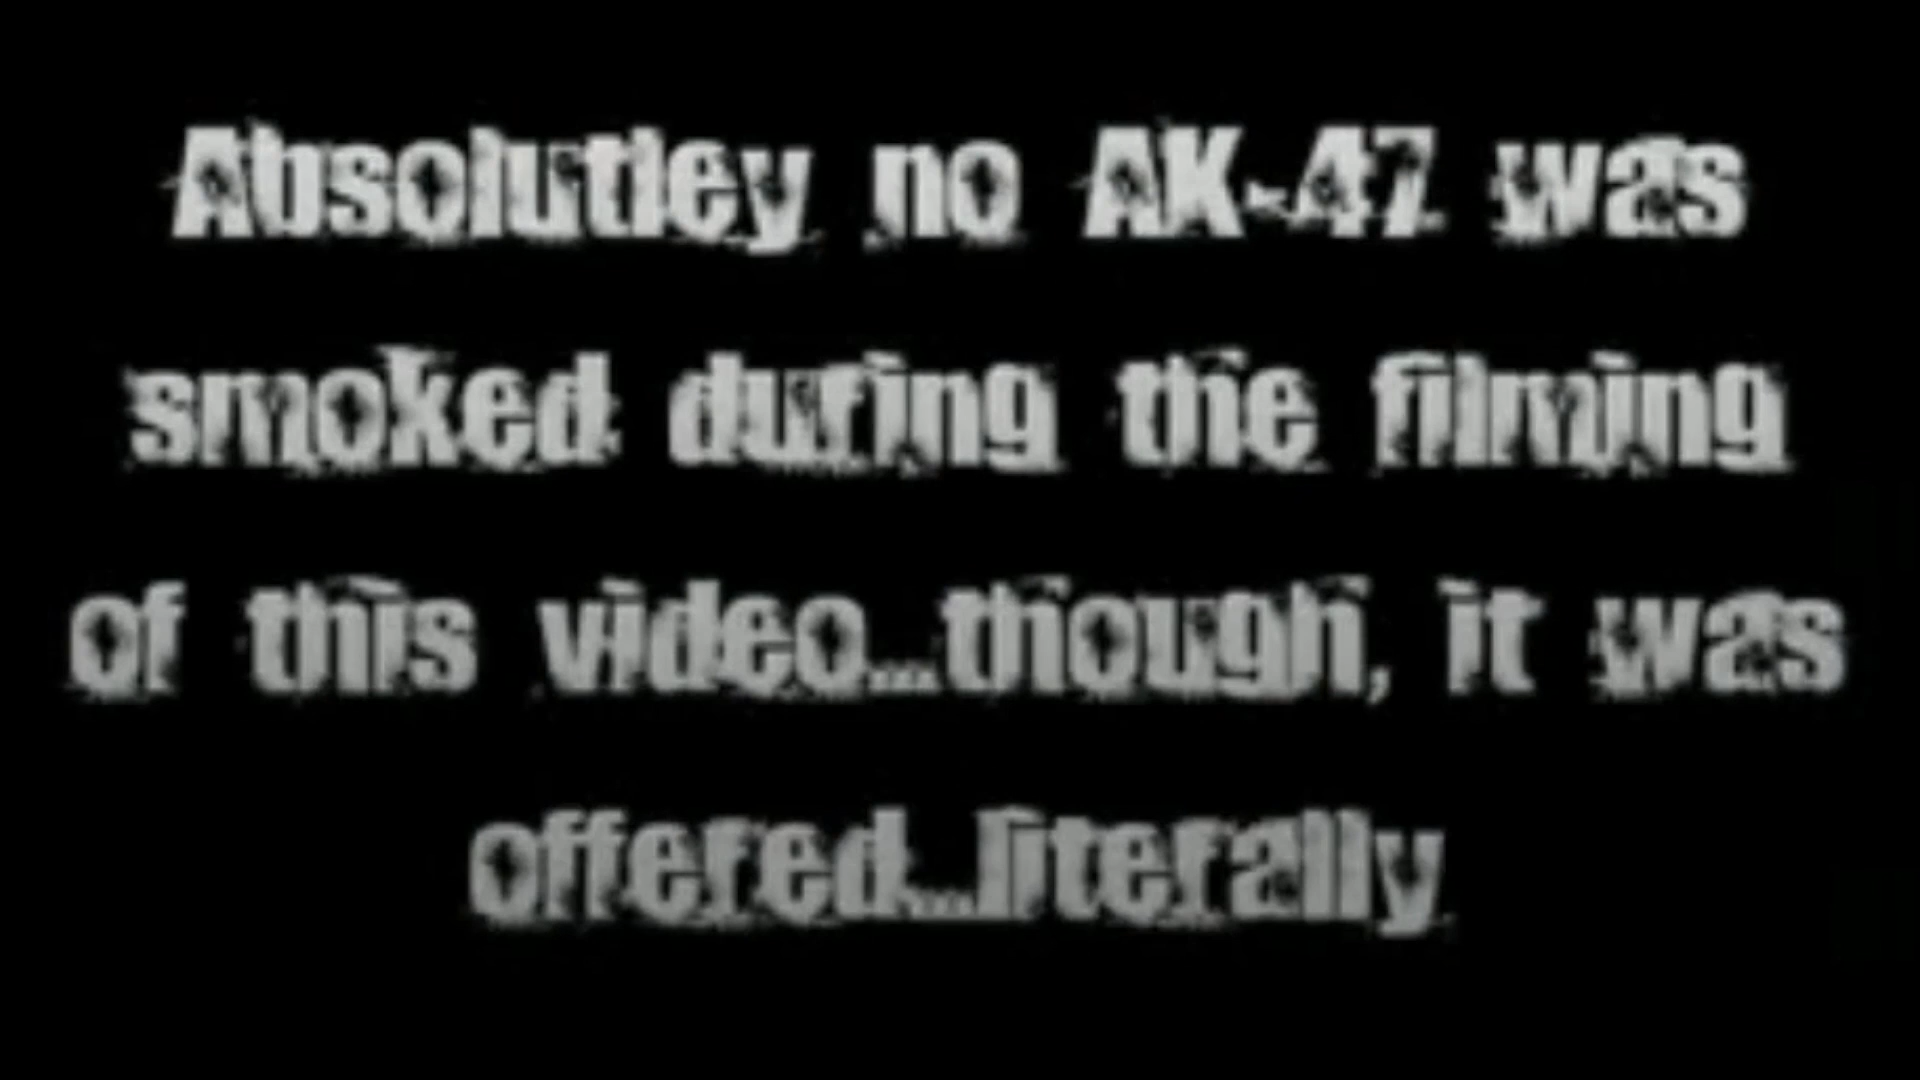 Absolutley no AK-47 was
smoked during the filming
of this video...though, it was
offered...literally